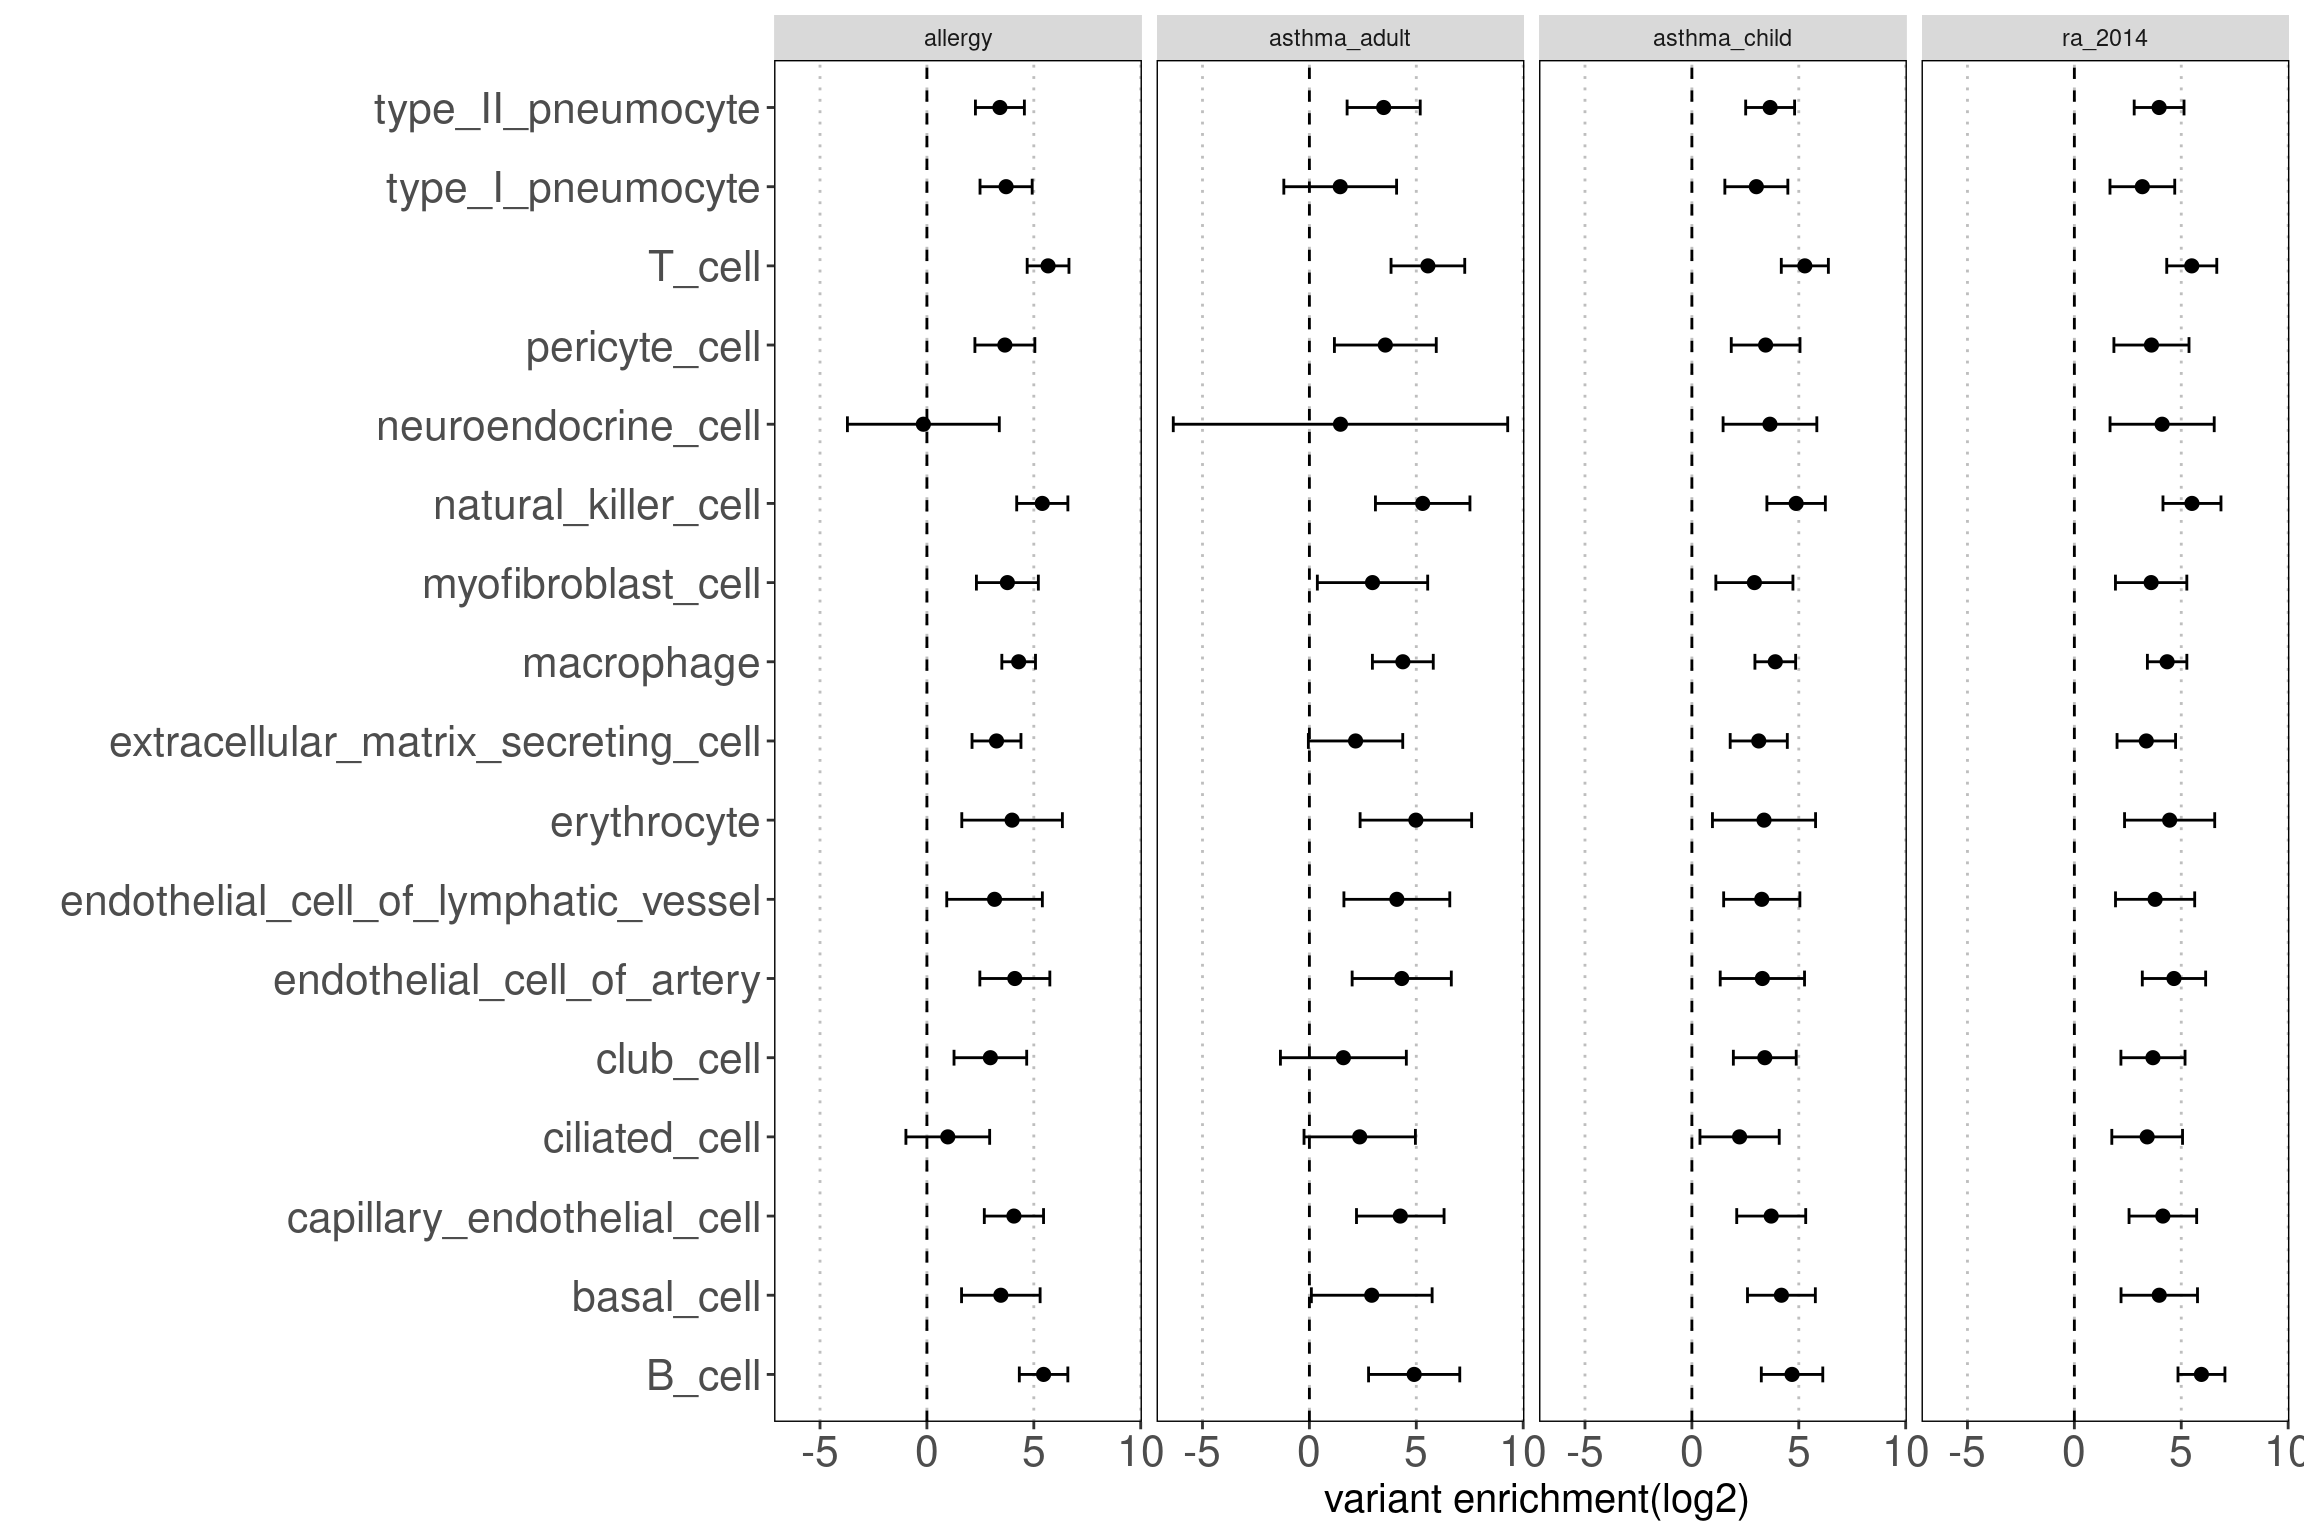 allergy asthma_adult asthma_child ra_2014
type_II_pneumocyte
type_I_pneumocyte
T_cell
pericyte_cell
neuroendocrine_cell
natural_killer_cell
myofibroblast_cell
macrophage
extracellular_matrix_secreting_cell
erythrocyte
endothelial_cell_of_lymphatic_vessel
endothelial_cell_of_artery
club_cell
ciliated_cell
capillary_endothelial_cell
basal_cell
B_cell
-5 0 5 10 -5 0 5 10 -5 0 5 10 -5 0 5 10
variant enrichment(log2)